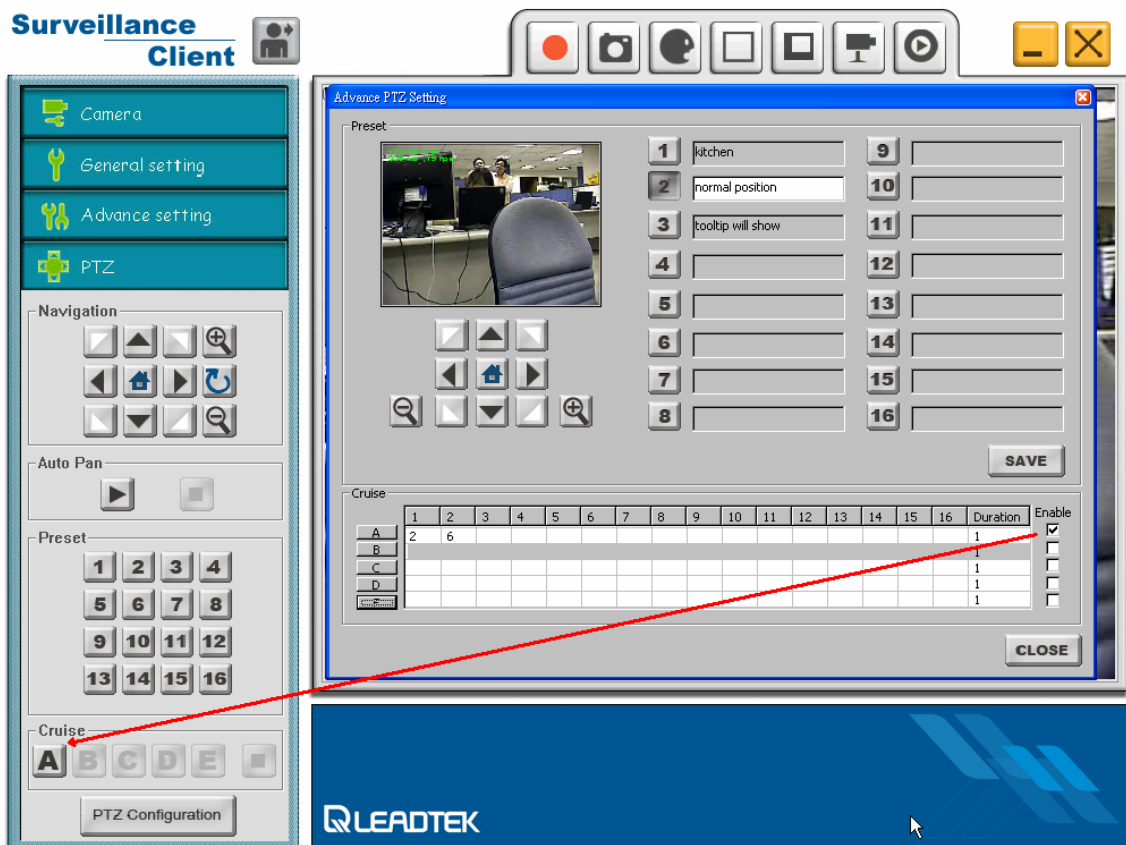 Surveillance
Client
Camera
General setting
Advance setting
PTZ
Navigation
Auto Pan
Preset
1 2 3 4
5 6 7 8
9 10 11 12
13 14 15 16
Cruise
A B C D E
PTZ Configuration
Advance PTZ Setting
Preset
1 kitchen
2 normal position
3 tooltip will show
4
5
6
7
8
9
10
11
12
13
14
15
16
SAVE
Cruise
1 2 3 4 5 6 7 8 9 10 11 12 13 14 15 16 Duration Enable
A 2 6 1
B 1
C 1
D 1
1
CLOSE
LEADTEK